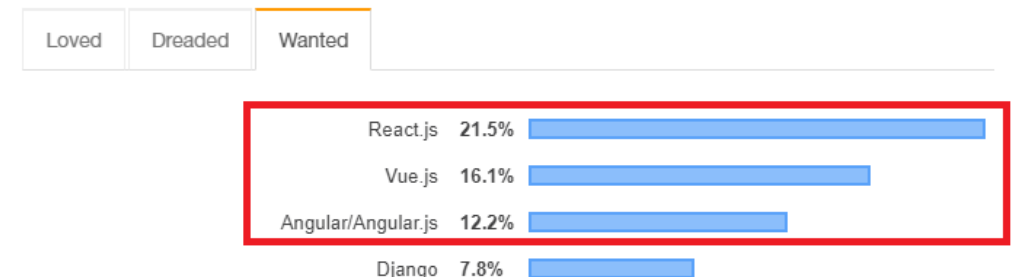 Loved Dreaded Wanted
React.js 21.5%
Vue.js 16.1%
Angular/Angular.js 12.2%
Django 7.8%